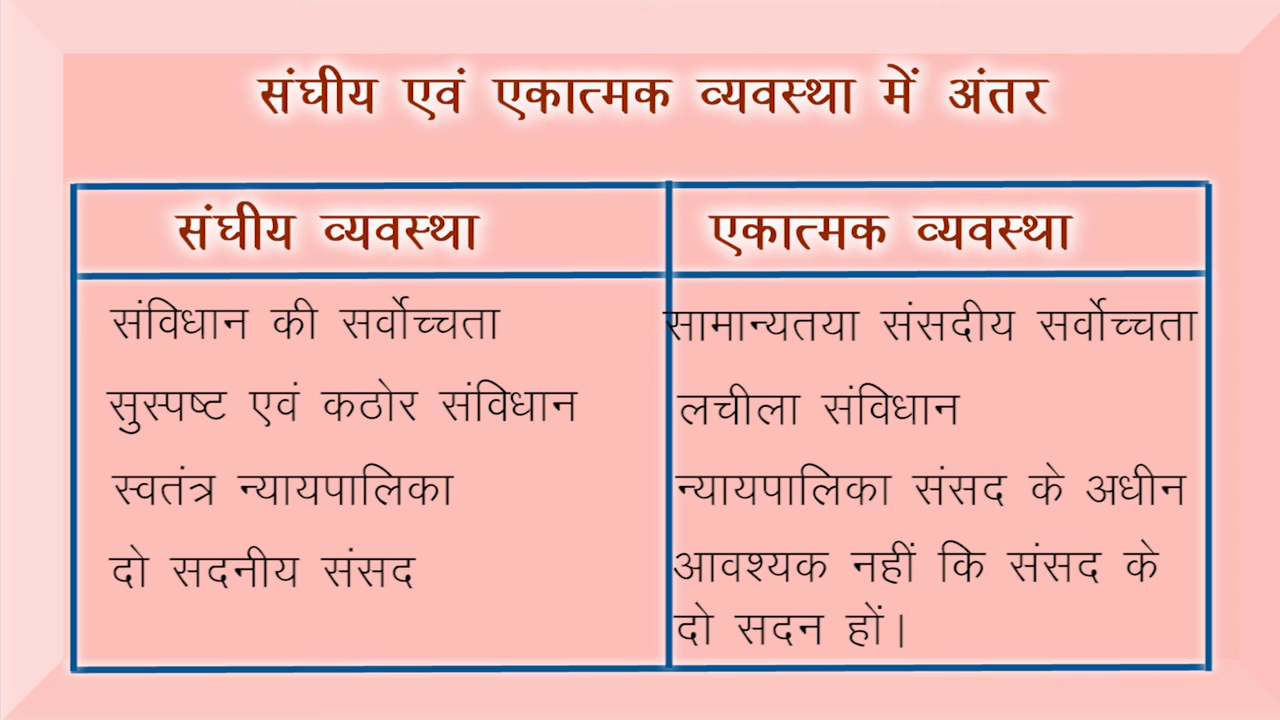 संघीय एवं एकात्मक व्यवस्था में अंतर
संघीय व्यवस्था
एकात्मक व्यवस्था
संविधान की सर्वोच्चता
सामान्यतया संसदीय सर्वोच्चता
सुस्पष्ट एवं कठोर संविधान
लचीला संविधान
स्वतंत्र न्यायपालिका
न्यायपालिका संसद के अधीन
दो सदनीय संसद
आवश्यक नहीं कि संसद के
दो सदन हों।